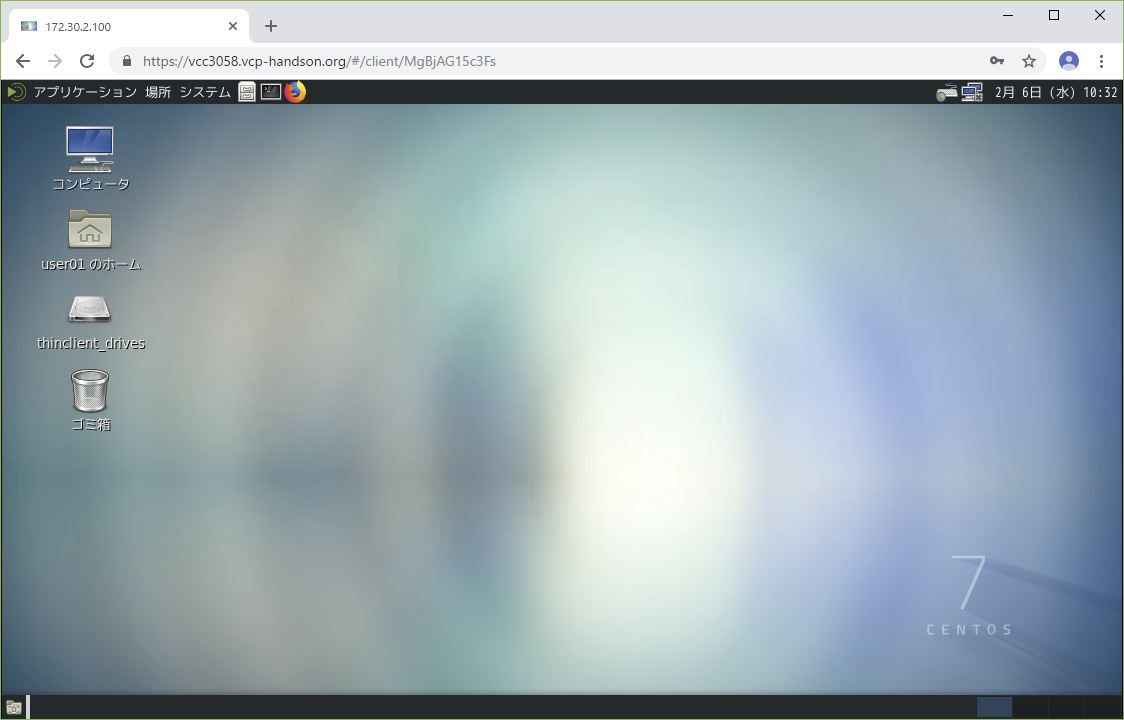 172.30.2.100
https://vcc3058.vcp-handson.org/#/client/MgBjAG15c3Fs
アプリケーション 場所 システム 2月 6日 (水) 10:32
コンピュータ
user01 のホーム
thinclient_drives
ゴミ箱
7
CENTOS